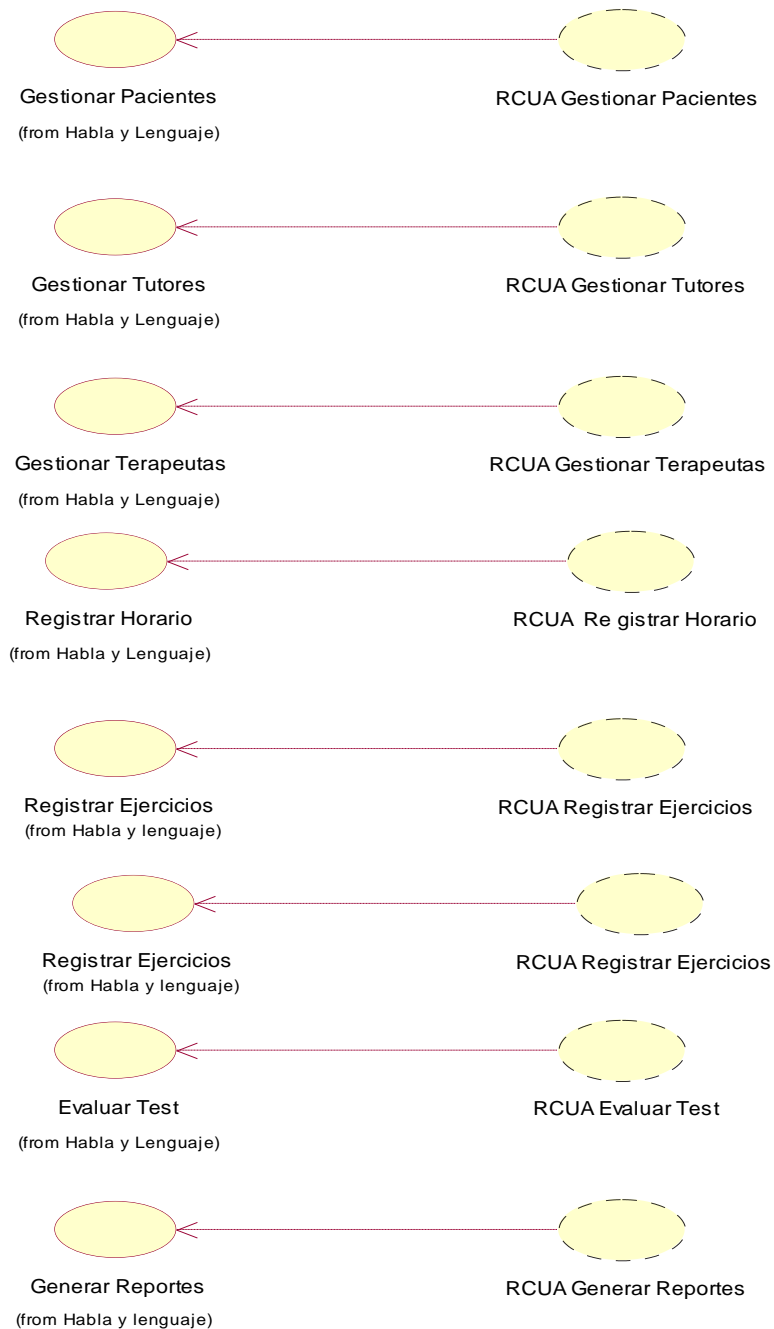 Gestionar Pacientes
RCUA Gestionar Pacientes
(from Habla y Lenguaje)
Gestionar Tutores
RCUA Gestionar Tutores
(from Habla y Lenguaje)
Gestionar Terapeutas
RCUA Gestionar Terapeutas
(from Habla y Lenguaje)
Registrar Horario
RCUA Re gistrar Horario
(from Habla y Lenguaje)
Registrar Ejercicios
RCUA Registrar Ejercicios
(from Habla y lenguaje)
Registrar Ejercicios
RCUA Registrar Ejercicios
(from Habla y lenguaje)
Evaluar Test
RCUA Evaluar Test
(from Habla y Lenguaje)
Generar Reportes
RCUA Generar Reportes
(from Habla y lenguaje)